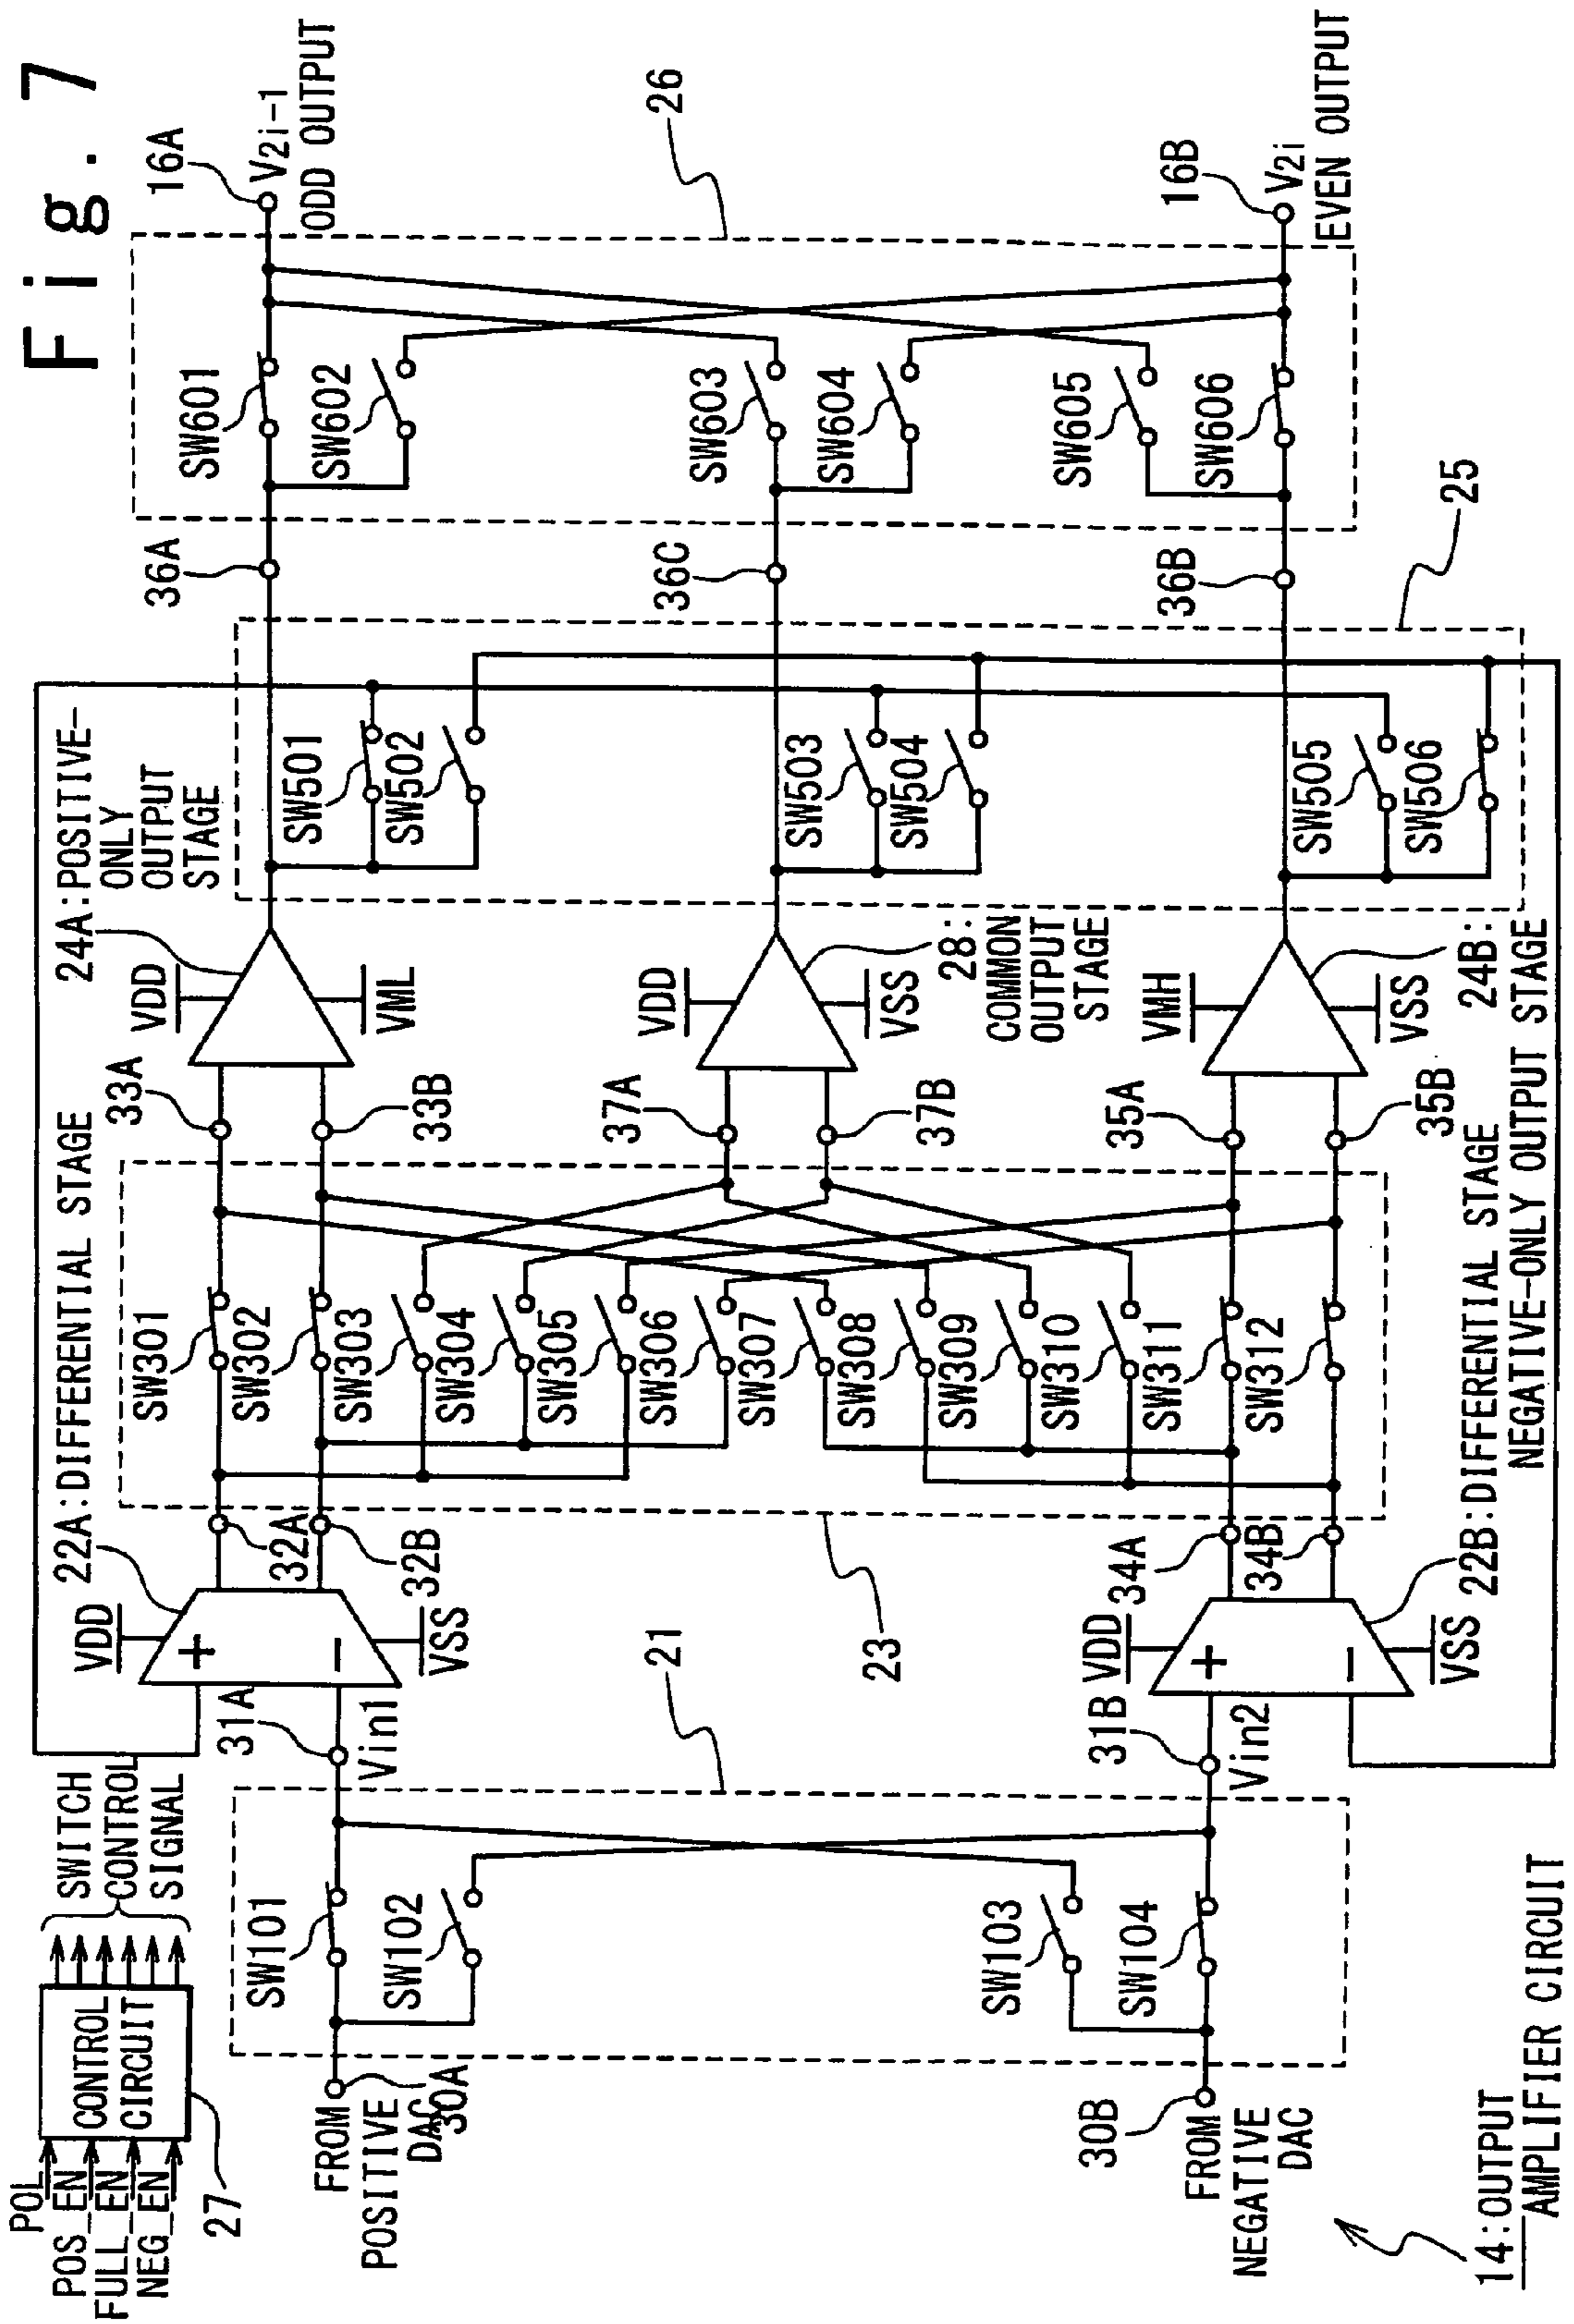 Fig. 7
POL
POS_EN
FULL_EN
NEG_EN
CONTROL
CIRCUIT
27
SWITCH
CONTROL
SIGNAL
FROM
POSITIVE
DAC
30A
SW101
SW102
SW103
SW104
21
30B
FROM
NEGATIVE
DAC
31A
Vin1
31B
Vin2
22A:DIFFERENTIAL STAGE
VDD
+
−
VSS
32A
32B
VDD
+
−
VSS
34A
34B
22B:DIFFERENTIAL STAGE
23
SW301
SW302
SW303
SW304
SW305
SW306
SW307
SW308
SW309
SW310
SW311
SW312
33A
33B
37A
37B
35A
35B
24A:POSITIVE-
ONLY
OUTPUT
STAGE
VDD
VML
VDD
VSS
28:
COMMON
OUTPUT
STAGE
VMH
VSS
24B:
NEGATIVE-ONLY OUTPUT STAGE
SW501
SW502
SW503
SW504
SW505
SW506
25
36A
36C
36B
SW601
SW602
SW603
SW604
SW605
SW606
26
16A
V2i-1
ODD OUTPUT
16B
V2i
EVEN OUTPUT
14:OUTPUT
AMPLIFIER CIRCUIT